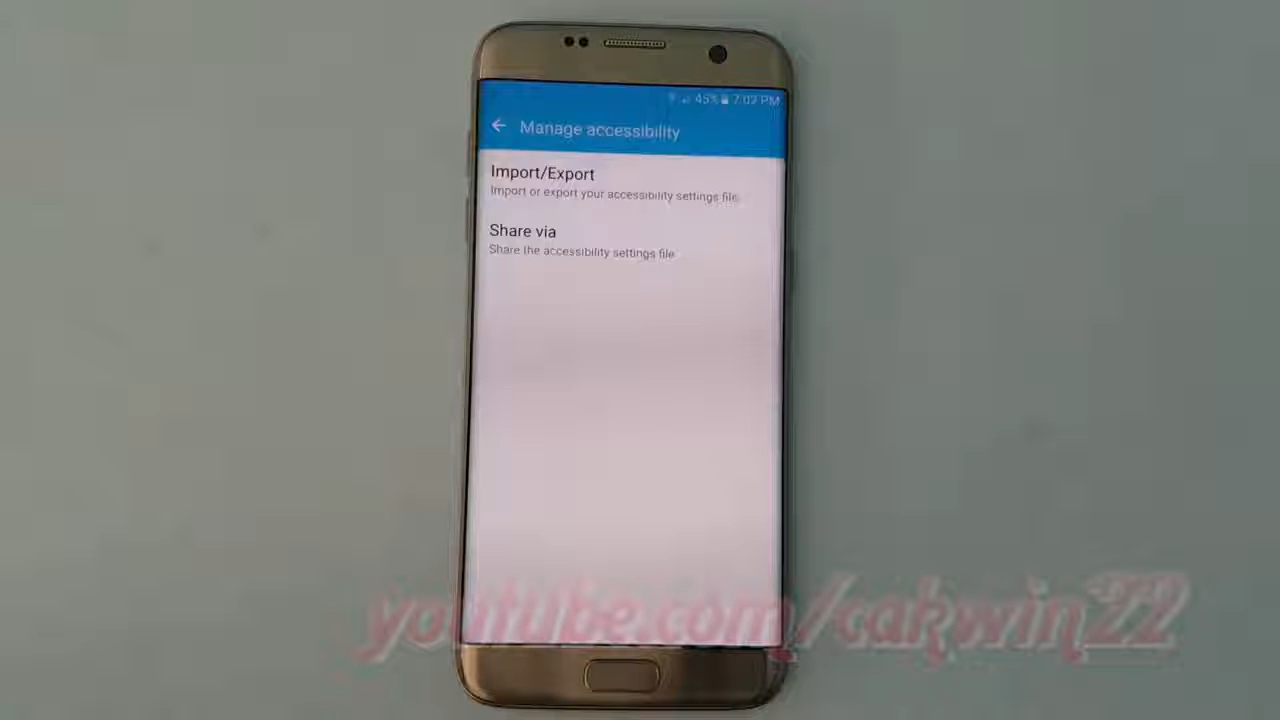 45% 7:02 PM
Manage accessibility
Import/Export
Import or export your accessibility settings file.
Share via
Share the accessibility settings file
youtube.com/cakwin22